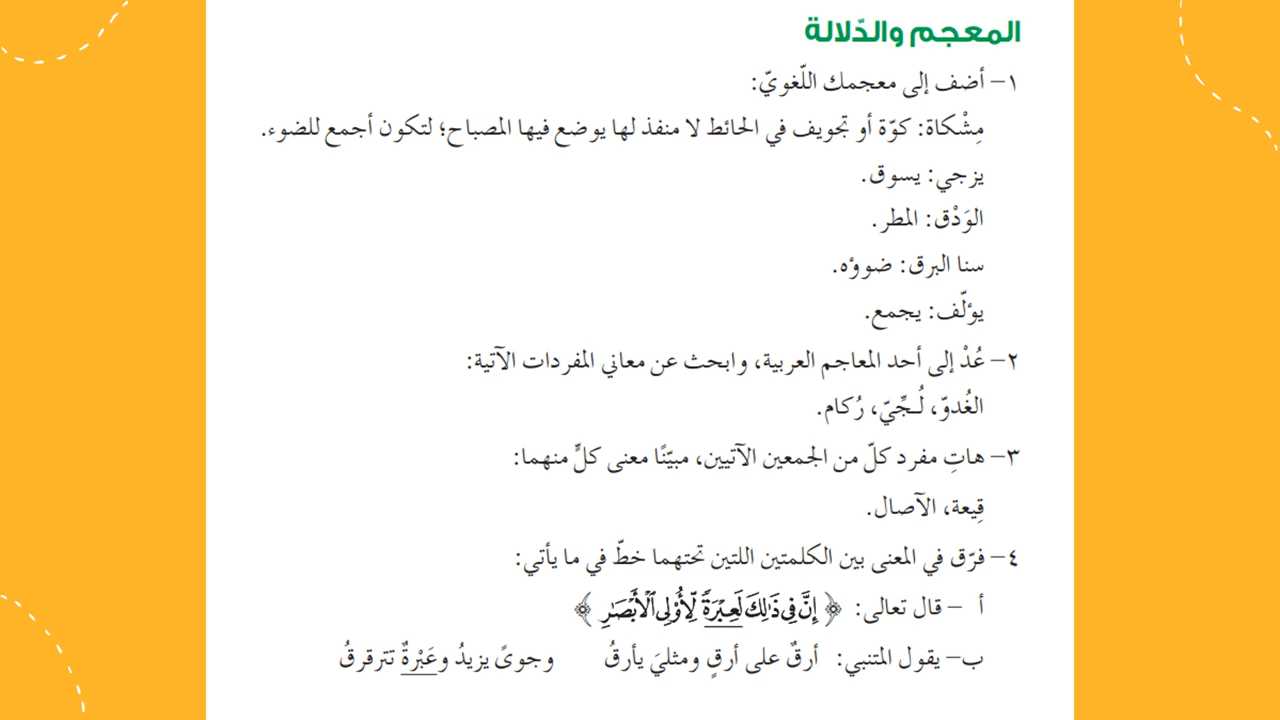 المعجم والدّلالة
١– أضف إلى معجمك اللّغويّ:
مِشْكاة: كوّة أو تجويف في الحائط لا منفذ لها يوضع فيها المصباح؛ لتكون أجمع للضوء.
يزجي: يسوق.
الوَدْق: المطر.
سنا البرق: ضوؤه.
يؤلّف: يجمع.
٢– عُدْ إلى أحد المعاجم العربية، وابحث عن معاني المفردات الآتية:
الغُدوّ، لُـجِّيّ، رُكام.
٣– هاتِ مفرد كلّ من الجمعين الآتيين، مبيّنًا معنى كلٍّ منهما:
قِيعة، الآصال.
٤– فرّق في المعنى بين الكلمتين اللتين تحتهما خطّ في ما يأتي:
أ – قال تعالى: ﴿إِنَّ فِي ذَٰلِكَ لَعِبْرَةً لِّأُوْلِي ٱلْأَبْصَٰرِ﴾
ب– يقول المتنبي: أرقٌ على أرقٍ ومثليَ يأرقُ وجوىً يزيدُ وعَبْرةٌ تترقرقُ